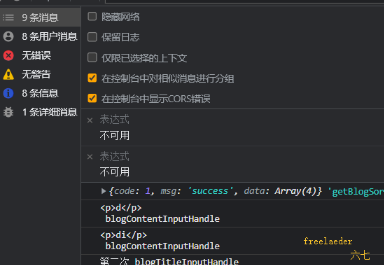 9 条消息
8 条用户消息
无错误
无警告
8 条信息
1 条详细消息
隐藏网络
保留日志
仅限已选择的上下文
在控制台中对相似消息进行分组
在控制台中显示CORS错误
× 表达式
不可用
× 表达式
不可用
▶{code: 1, msg: 'success', data: Array(4)} 'getBlogSor
<p>d</p>
blogContentInputHandle
<p>di</p>
blogContentInputHandle
第二次 blogTitleInputHandle
freelaeder
六七